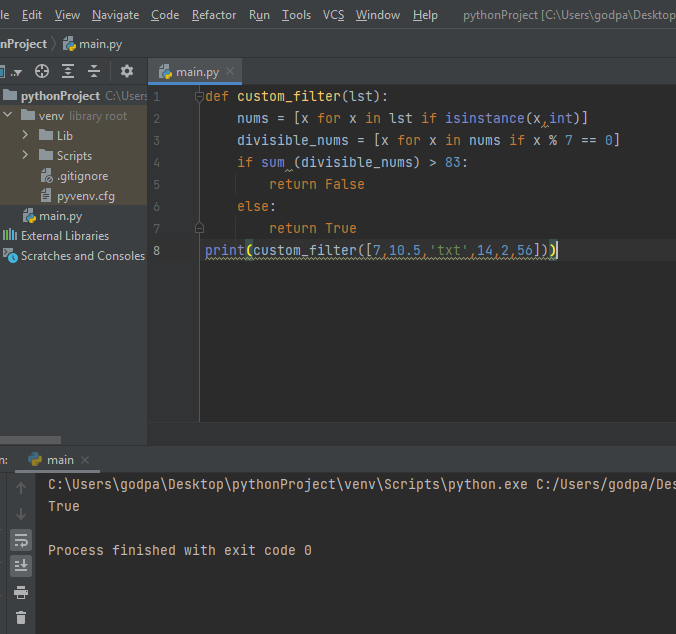 le Edit View Navigate Code Refactor Run Tools VCS Window Help pythonProject [C:\Users\godpa\Desktop
nProject main.py
main.py
pythonProject C:\Users
venv library root
Lib
Scripts
.gitignore
pyvenv.cfg
main.py
External Libraries
Scratches and Consoles
1 def custom_filter(lst):
2 nums = [x for x in lst if isinstance(x,int)]
3 divisible_nums = [x for x in nums if x % 7 == 0]
4 if sum (divisible_nums) > 83:
5 return False
6 else:
7 return True
8 print(custom_filter([7,10.5,'txt',14,2,56]))
n: main
C:\Users\godpa\Desktop\pythonProject\venv\Scripts\python.exe C:/Users/godpa/Des
True
Process finished with exit code 0